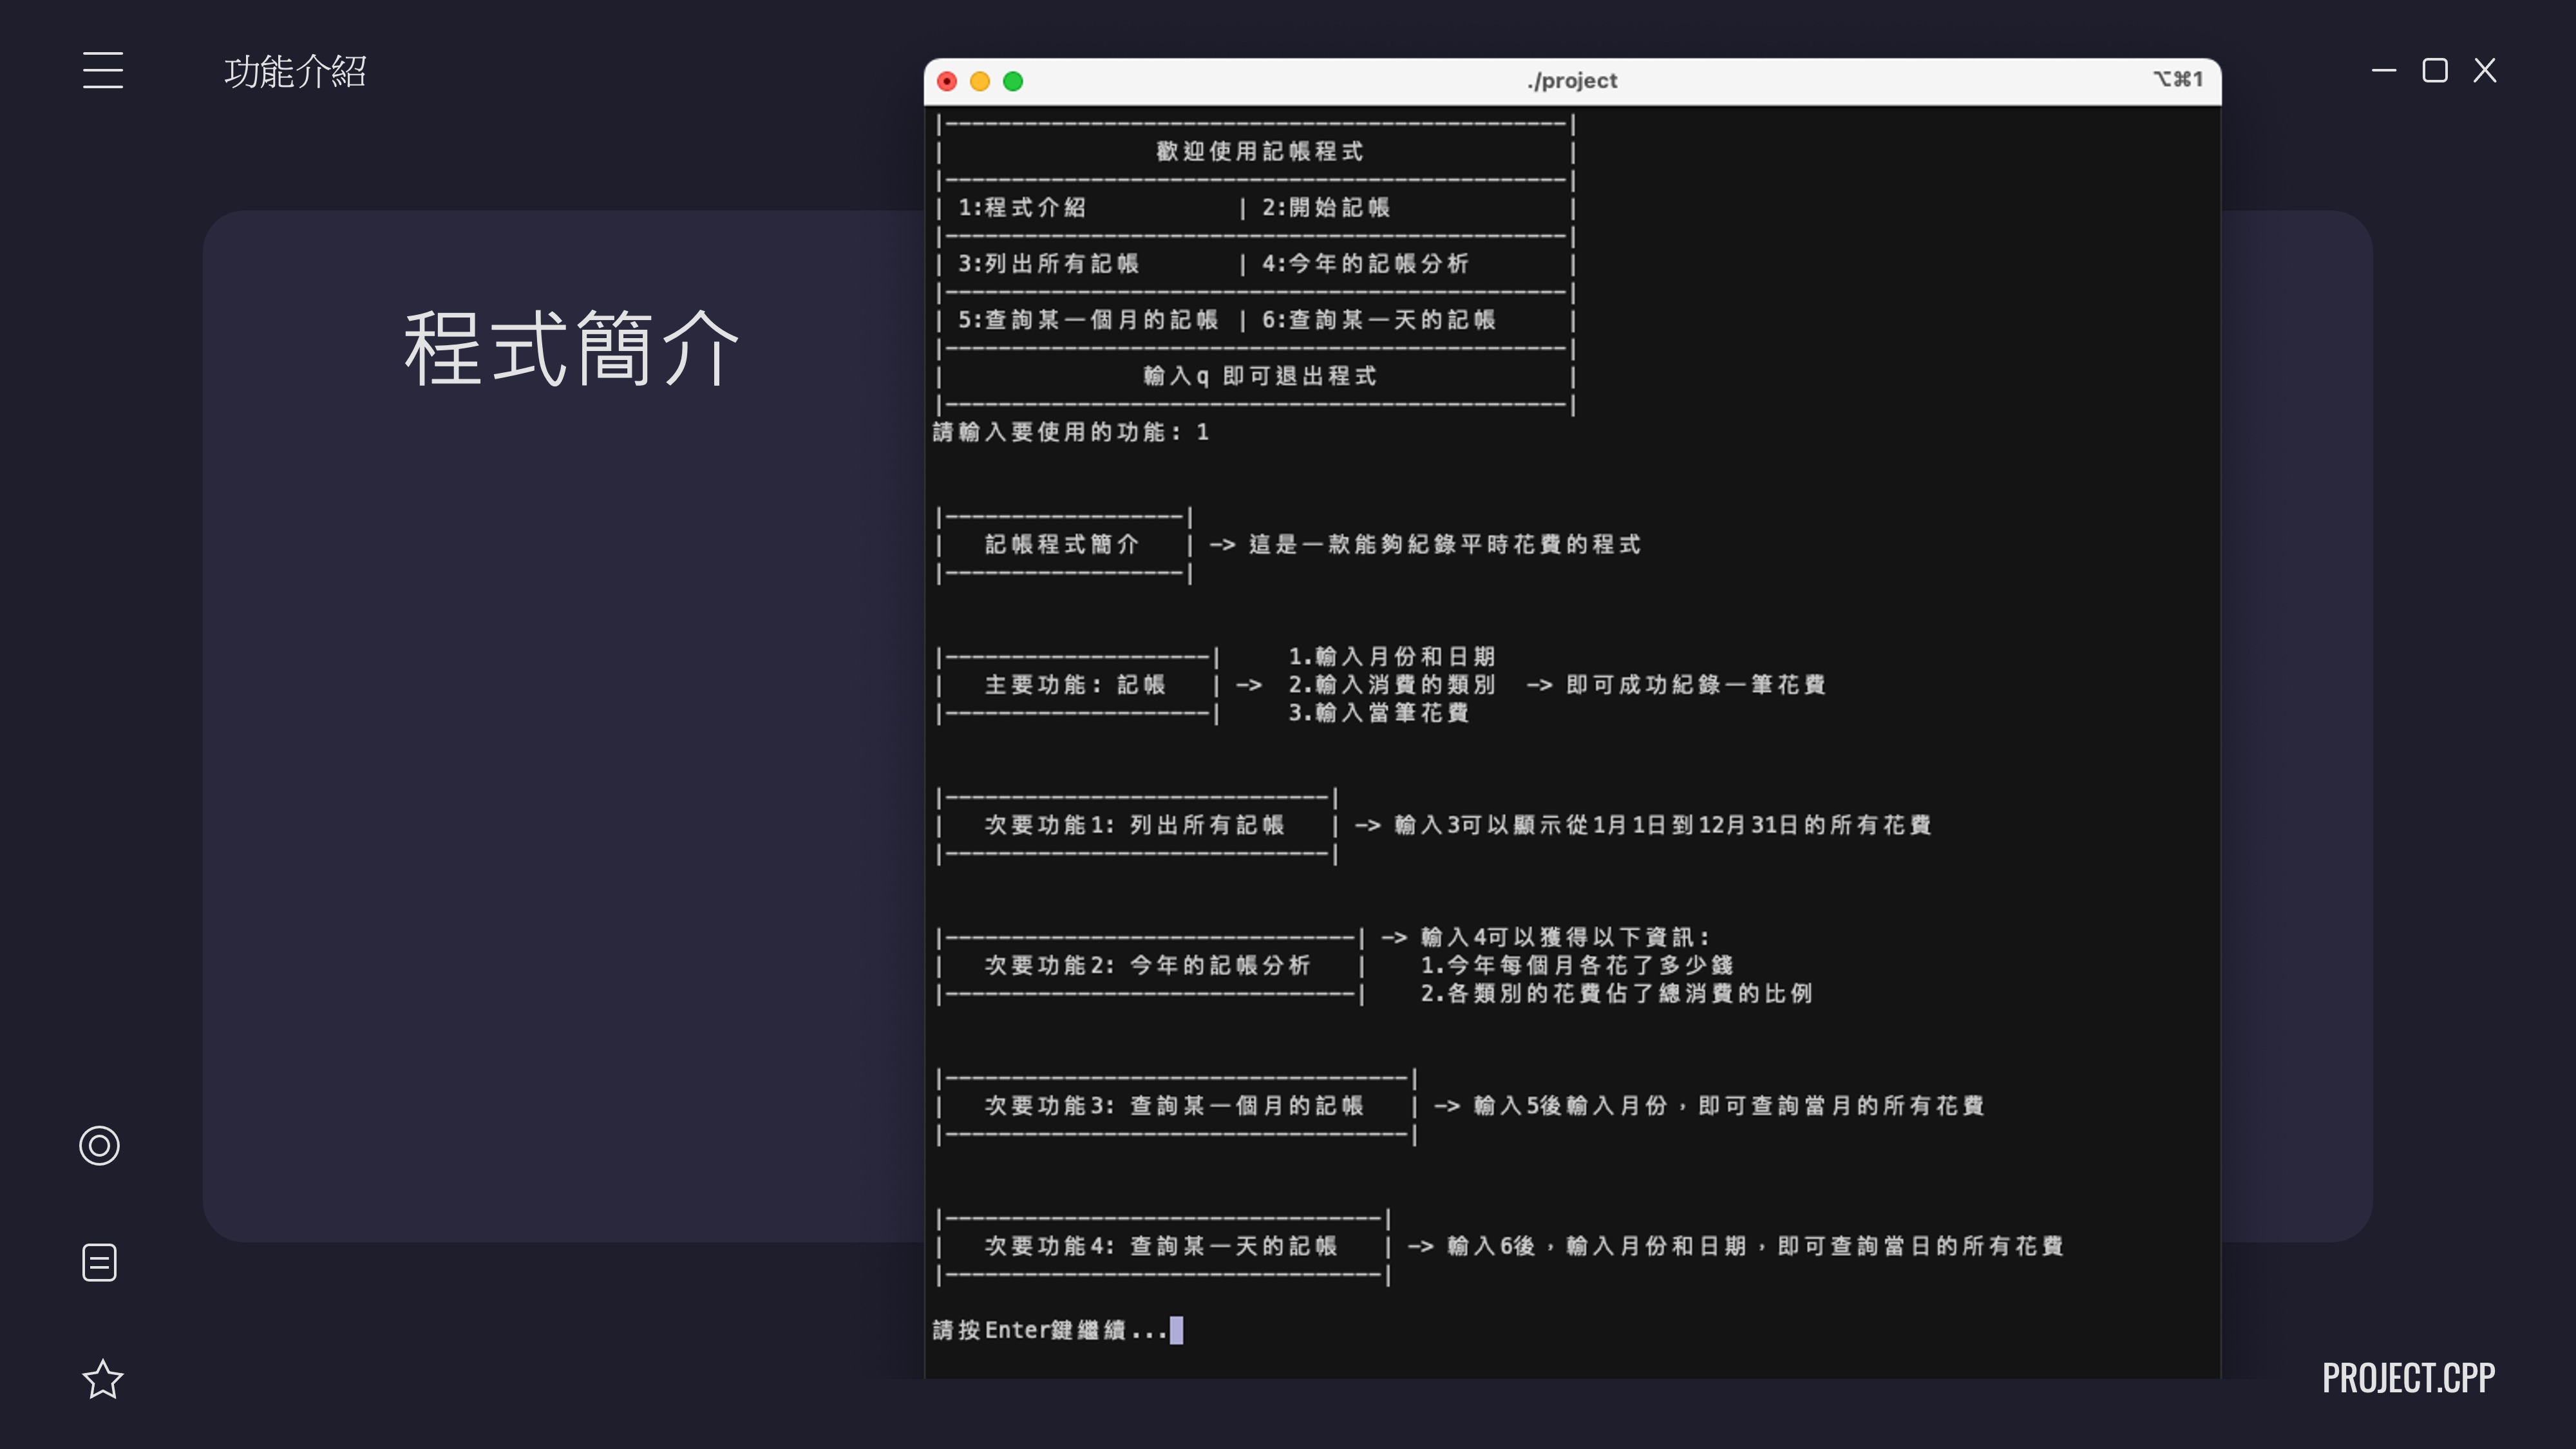 功能介紹
程式簡介
./project
⌥⌘1
|-----------------------------------------------|
| 歡迎使用記帳程式 |
|-----------------------------------------------|
| 1:程式介紹 | 2:開始記帳 |
|-----------------------------------------------|
| 3:列出所有記帳 | 4:今年的記帳分析 |
|-----------------------------------------------|
| 5:查詢某一個月的記帳 | 6:查詢某一天的記帳 |
|-----------------------------------------------|
| 輸入q 即可退出程式 |
|-----------------------------------------------|
請輸入要使用的功能: 1
|------------------|
| 記帳程式簡介 | -> 這是一款能夠紀錄平時花費的程式
|------------------|
|--------------------| 1.輸入月份和日期
| 主要功能: 記帳 | -> 2.輸入消費的類別 -> 即可成功紀錄一筆花費
|--------------------| 3.輸入當筆花費
|-----------------------------|
| 次要功能1: 列出所有記帳 | -> 輸入3可以顯示從1月1日到12月31日的所有花費
|-----------------------------|
|-------------------------------| -> 輸入4可以獲得以下資訊:
| 次要功能2: 今年的記帳分析 | 1.今年每個月各花了多少錢
|-------------------------------| 2.各類別的花費佔了總消費的比例
|-----------------------------------|
| 次要功能3: 查詢某一個月的記帳 | -> 輸入5後輸入月份，即可查詢當月的所有花費
|-----------------------------------|
|---------------------------------|
| 次要功能4: 查詢某一天的記帳 | -> 輸入6後，輸入月份和日期，即可查詢當日的所有花費
|---------------------------------|
請按Enter鍵繼續...
PROJECT.CPP